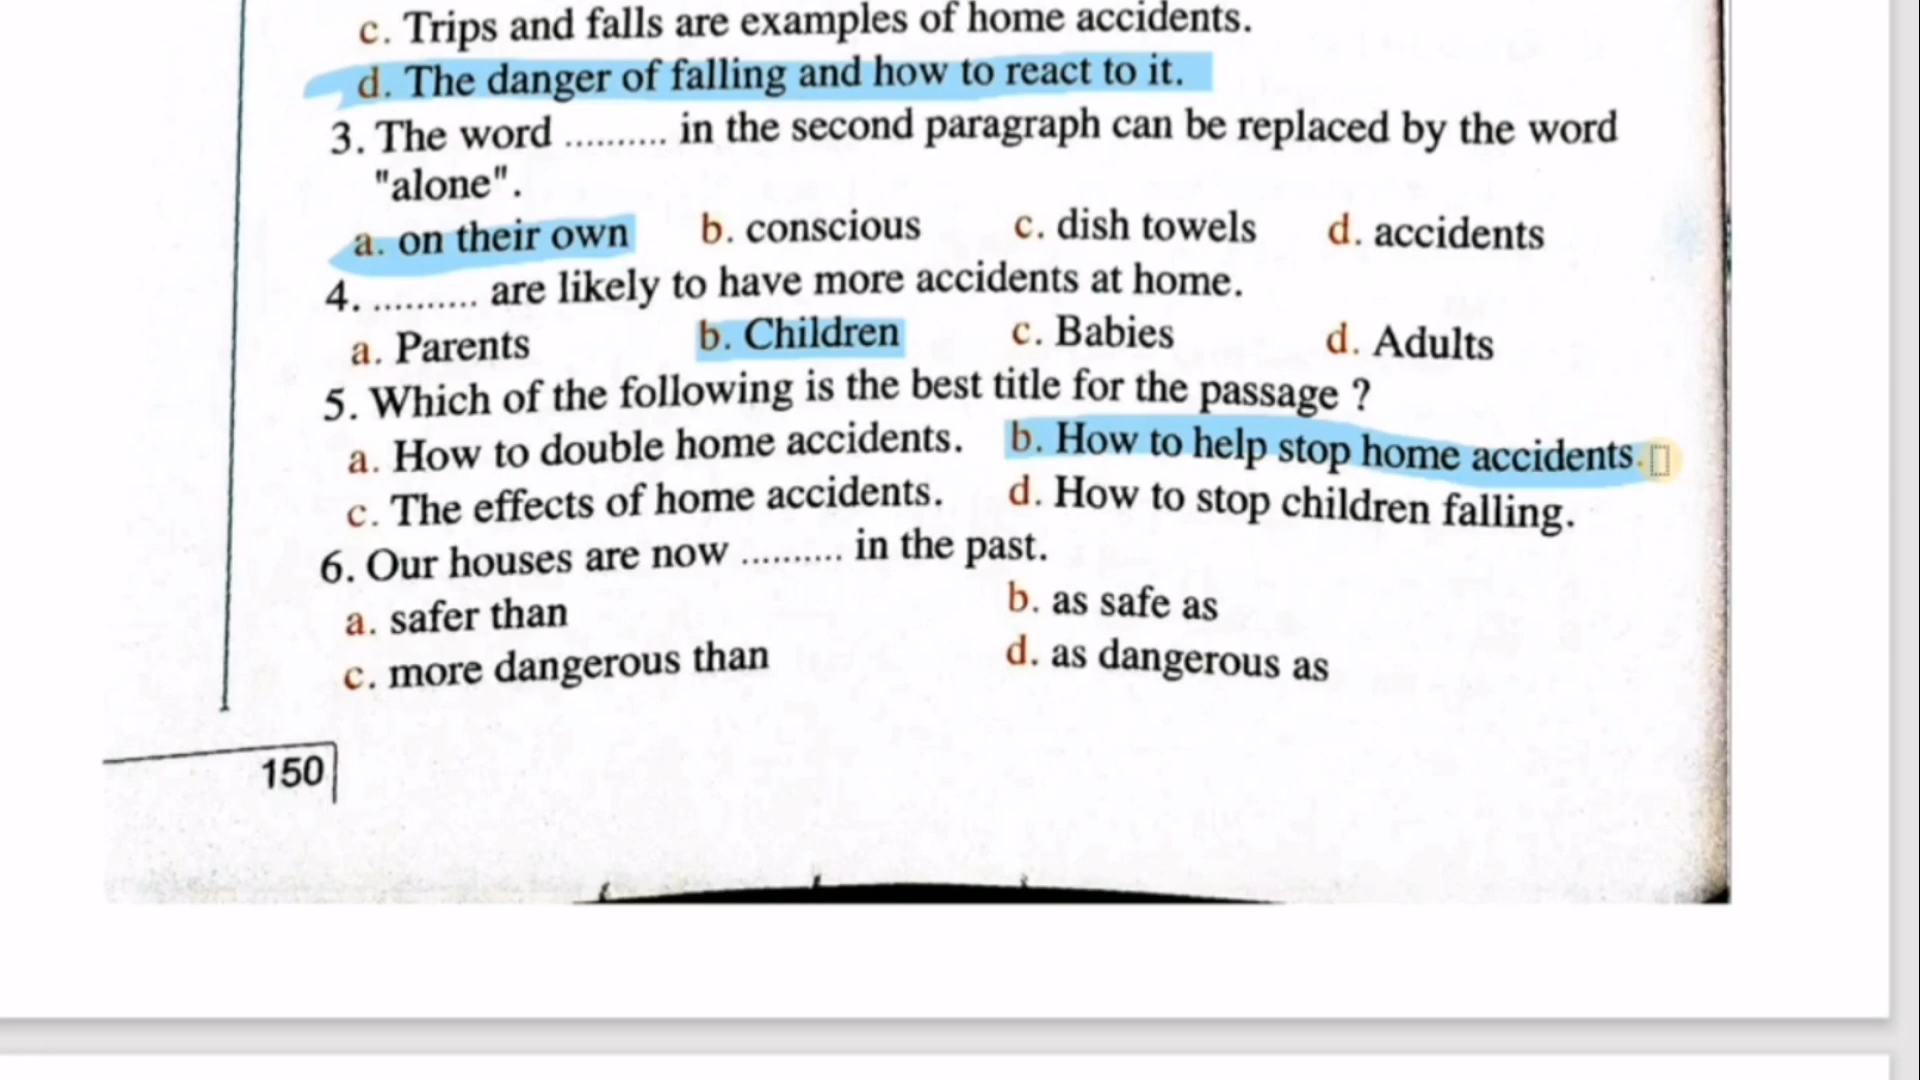 c. Trips and falls are examples of home accidents.
d. The danger of falling and how to react to it.
3. The word .......... in the second paragraph can be replaced by the word
"alone".
a. on their own b. conscious c. dish towels d. accidents
4. .......... are likely to have more accidents at home.
a. Parents b. Children c. Babies d. Adults
5. Which of the following is the best title for the passage ?
a. How to double home accidents. b. How to help stop home accidents.
c. The effects of home accidents. d. How to stop children falling.
6. Our houses are now .......... in the past.
a. safer than b. as safe as
c. more dangerous than d. as dangerous as
150